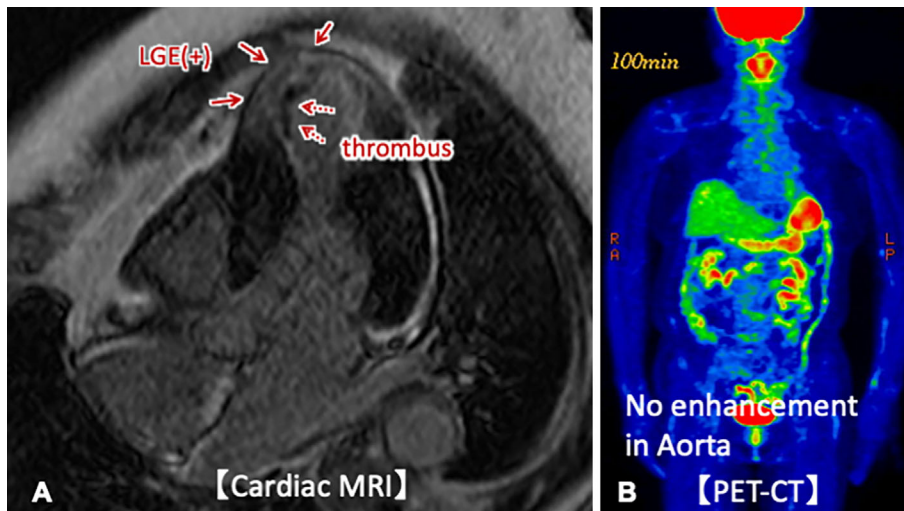 LGE(+)
thrombus
A
【Cardiac MRI】
100min
R
A
L
P
No enhancement
in Aorta
B
【PET-CT】